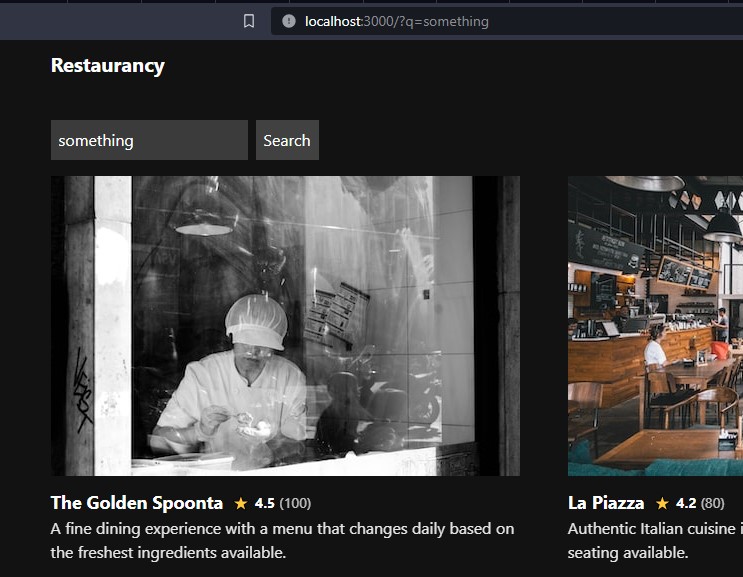 localhost:3000/?q=something
Restaurancy
something
Search
The Golden Spoonta ★ 4.5 (100)
A fine dining experience with a menu that changes daily based on
the freshest ingredients available.
La Piazza ★ 4.2 (80)
Authentic Italian cuisine i
seating available.